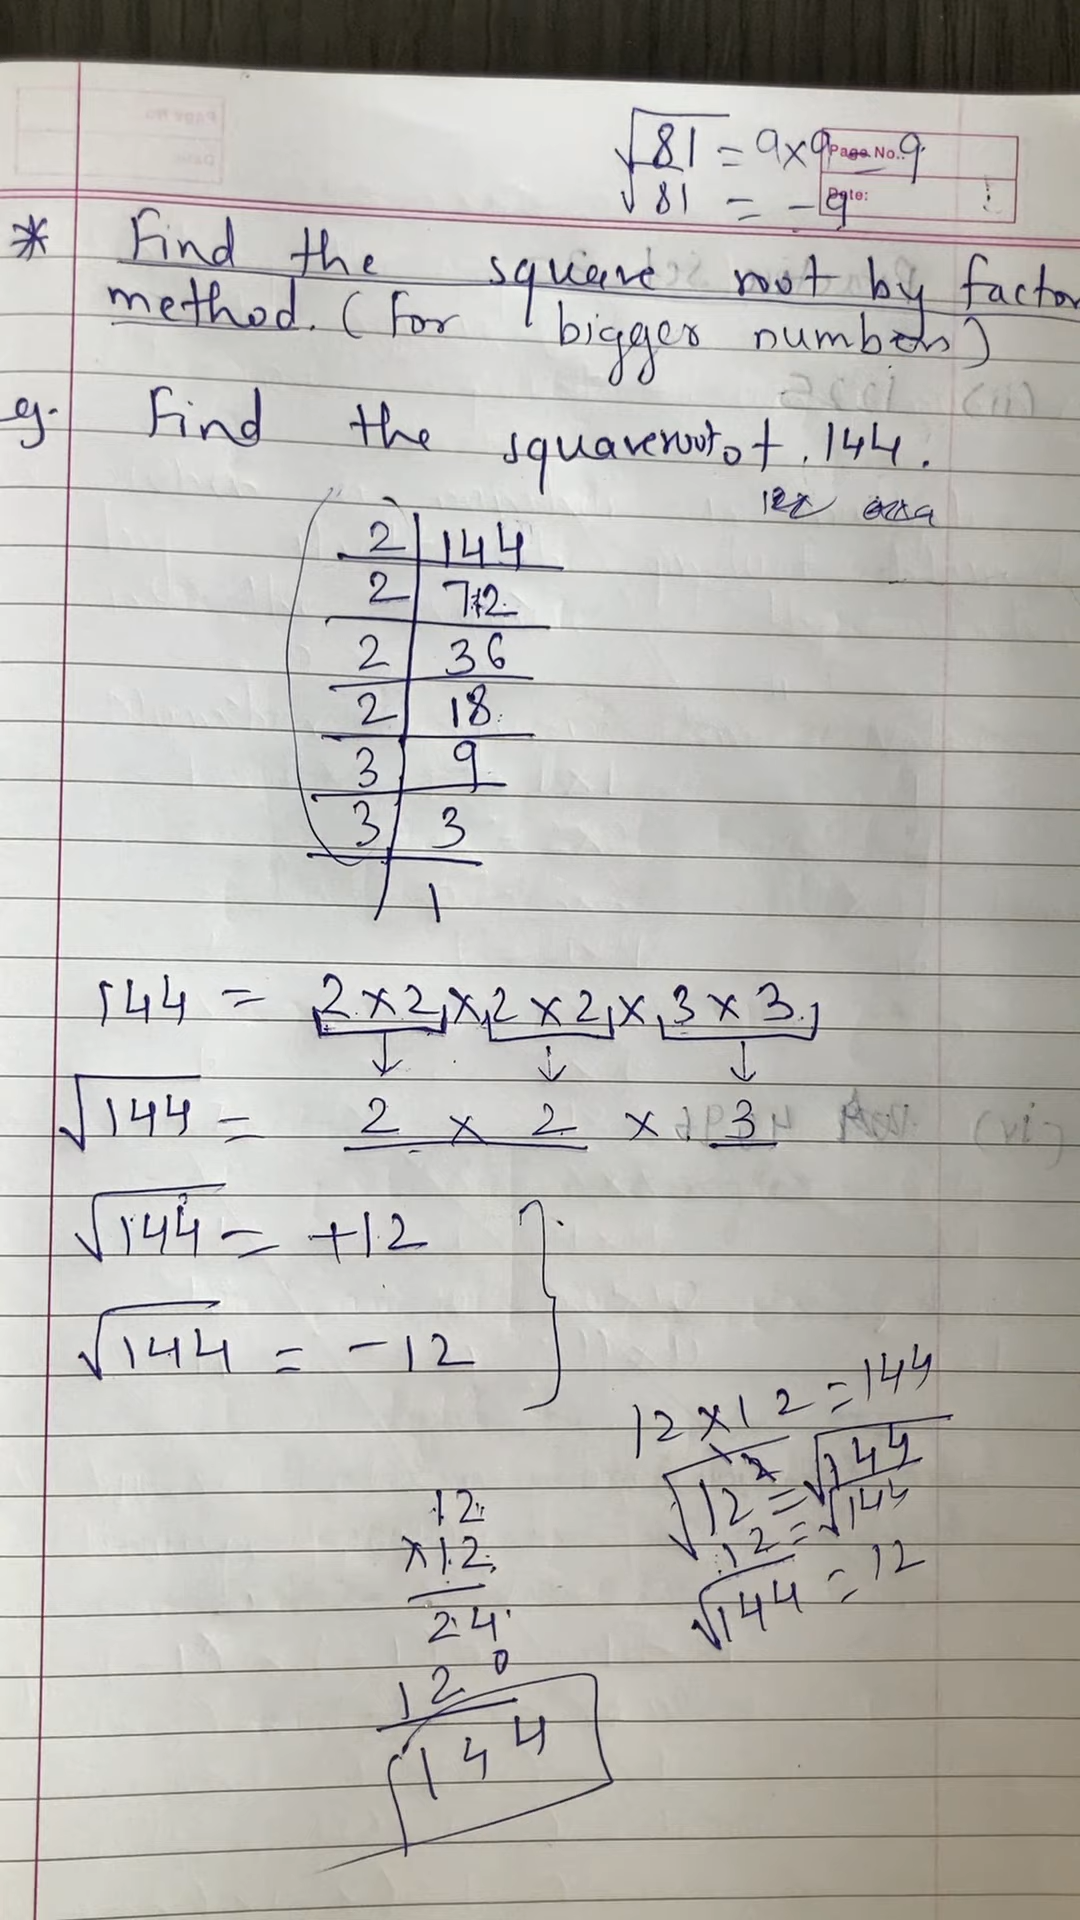 √81 = 9×9 = 9
Page No.:
√81 = -9
Date:
* Find the square root by factor
method. (For bigger numbers)
g. Find the squareroot of 144.
2 | 144
2 | 72
2 | 36
2 | 18
3 | 9
3 | 3
1
144 = 2×2×2×2×3×3
√144 = 2 × 2 × 3
√144 = +12
√144 = -12
12×12 = 144
√12² = √144
12 = √144
√144 = 12
12
×12
24
120
144